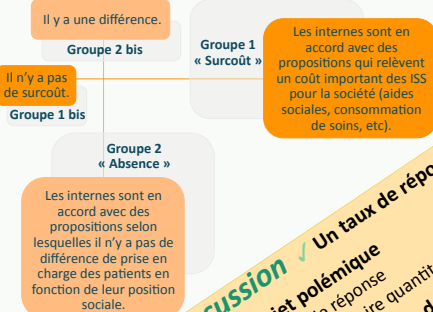 Il y a une différence.
Groupe 2 bis
Il n’y a pas
de surcoût.
Groupe 1 bis
Groupe 1
« Surcoût »
Les internes sont en
accord avec des
propositions qui relèvent
un coût important des ISS
pour la société (aides
sociales, consommation
de soins, etc).
Groupe 2
« Absence »
Les internes sont en
accord avec des
propositions selon
lesquelles il n’y a pas de
différence de prise en
charge des patients en
fonction de leur position
sociale.
✓ Un taux de
polémique
réponse